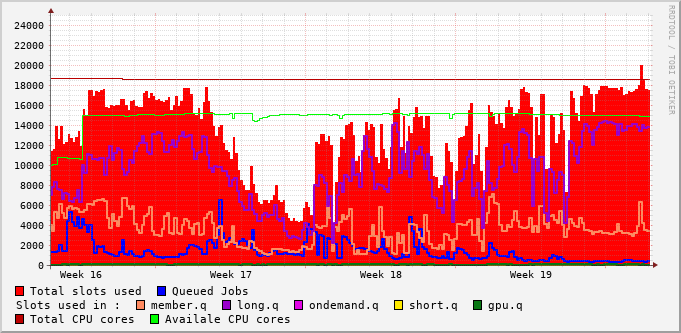 RRDTOOL / TOBI OETIKER
24000
22000
20000
18000
16000
14000
12000
10000
8000
6000
4000
2000
0
Week 16 Week 17 Week 18 Week 19
Total slots used Queued Jobs
Slots used in : member.q long.q ondemand.q short.q gpu.q
Total CPU cores Availale CPU cores